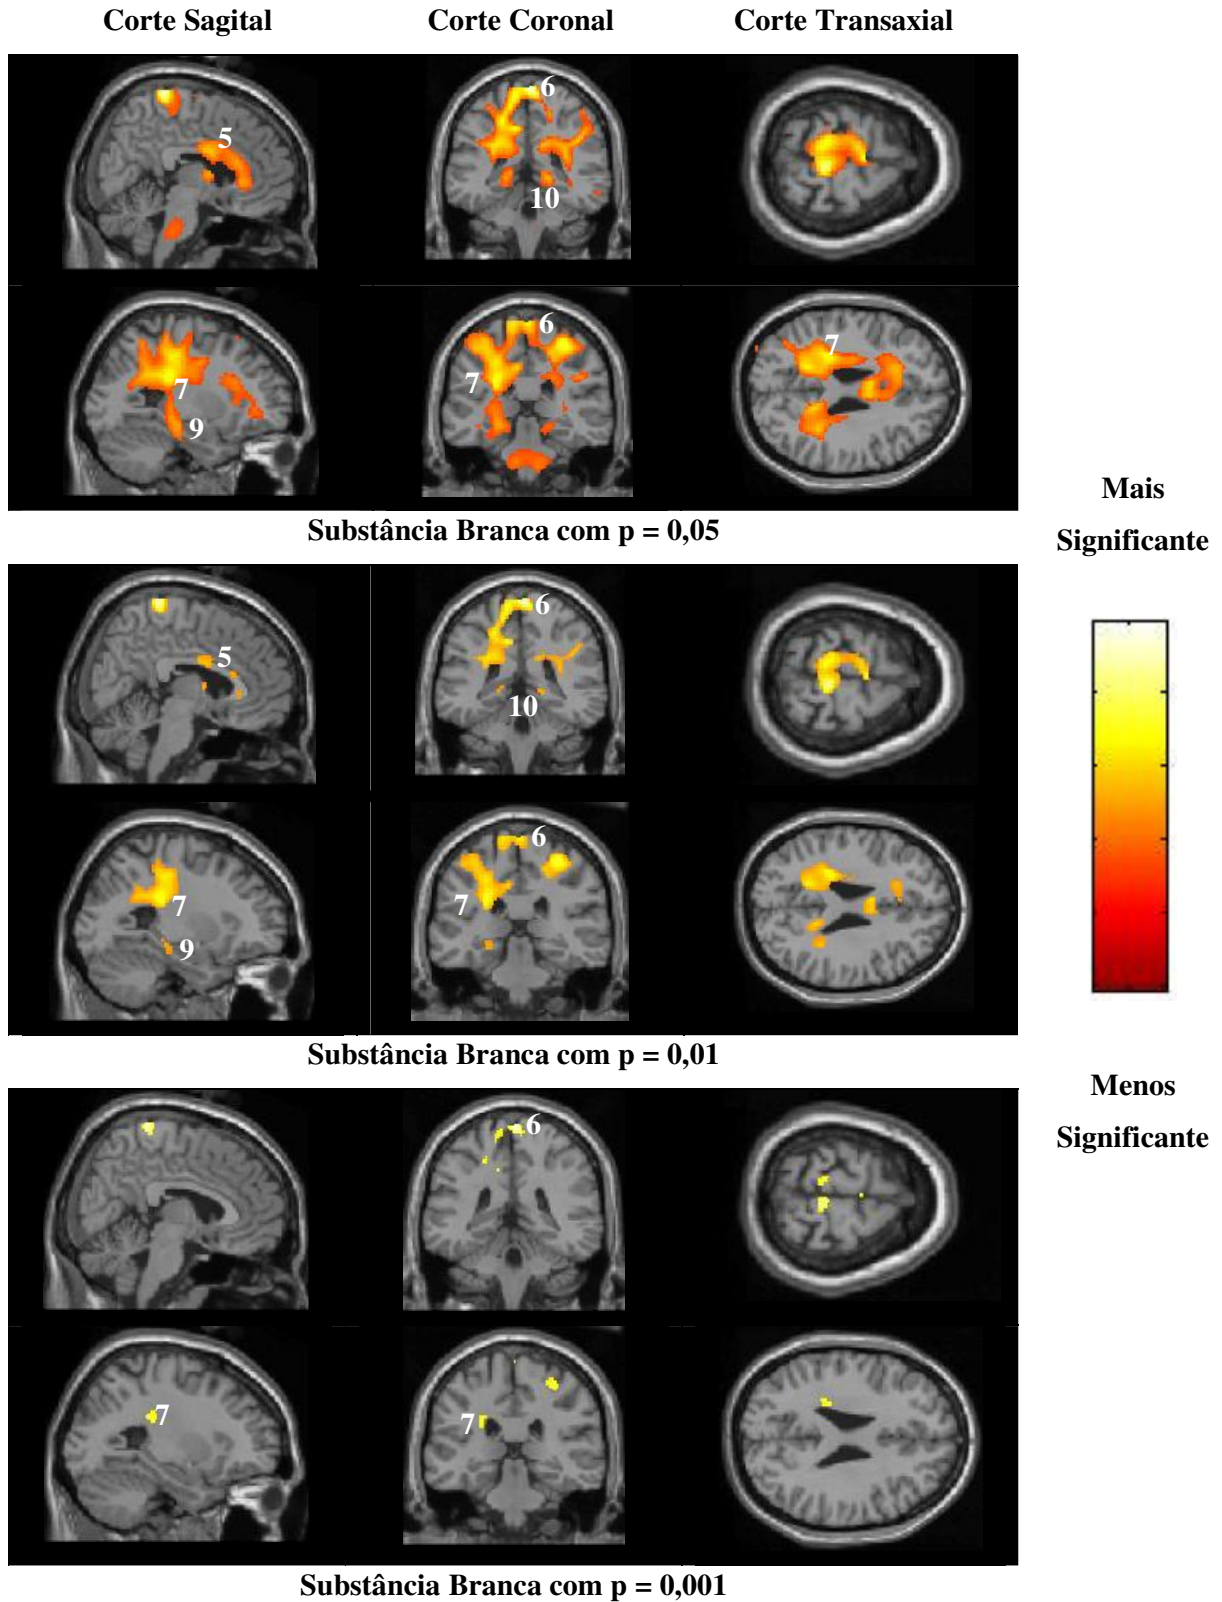 Corte Sagital Corte Coronal Corte Transaxial
5 6 10
7 9 7 6 7
Substância Branca com p = 0,05
Mais
Significante
5 6 10
7 9 7 6
Substância Branca com p = 0,01
Menos
Significante
6
7 7
Substância Branca com p = 0,001